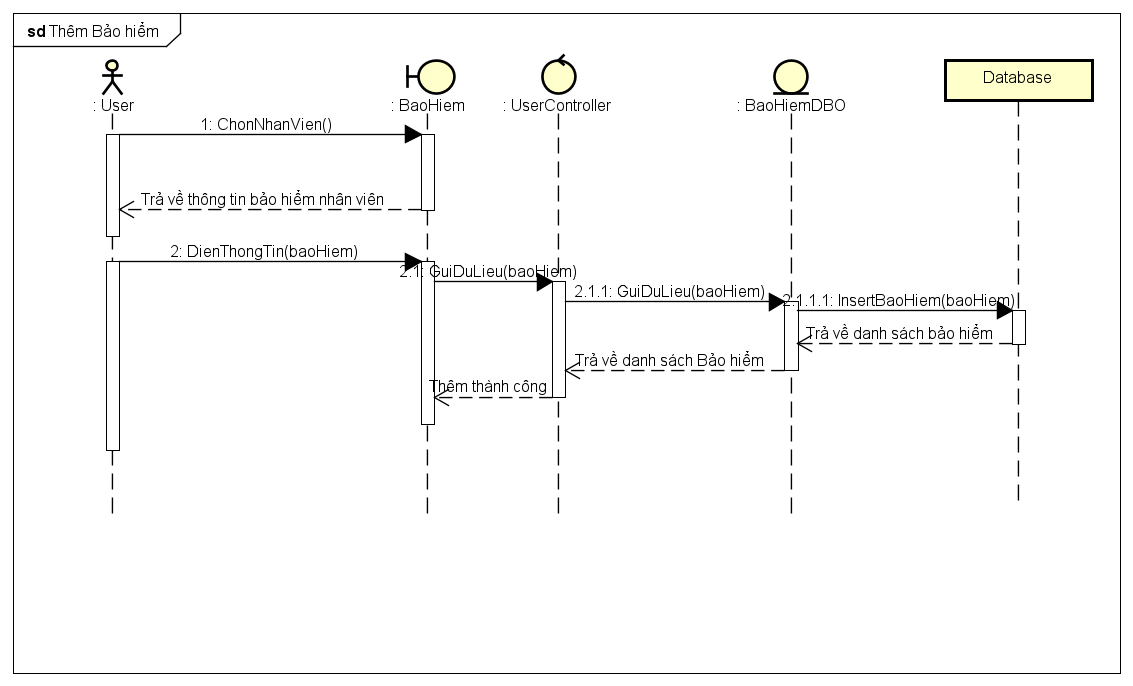 sd Thêm Bảo hiểm
: User
: BaoHiem
: UserController
: BaoHiemDBO
Database
1: ChonNhanVien()
Trả về thông tin bảo hiểm nhân viên
2: DienThongTin(baoHiem)
2.1: GuiDuLieu(baoHiem)
2.1.1: GuiDuLieu(baoHiem)
2.1.1.1: InsertBaoHiem(baoHiem)
Trả về danh sách bảo hiểm
Trả về danh sách Bảo hiểm
Thêm thành công